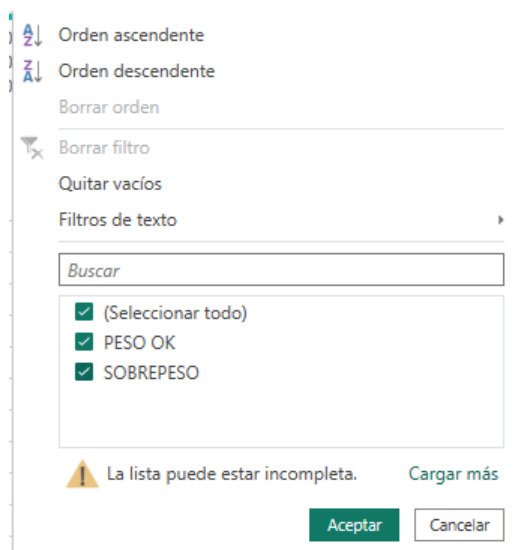 Orden ascendente
Orden descendente
Borrar orden
Borrar filtro
Quitar vacíos
Filtros de texto
Buscar
(Seleccionar todo)
PESO OK
SOBREPESO
La lista puede estar incompleta. Cargar más
Aceptar Cancelar